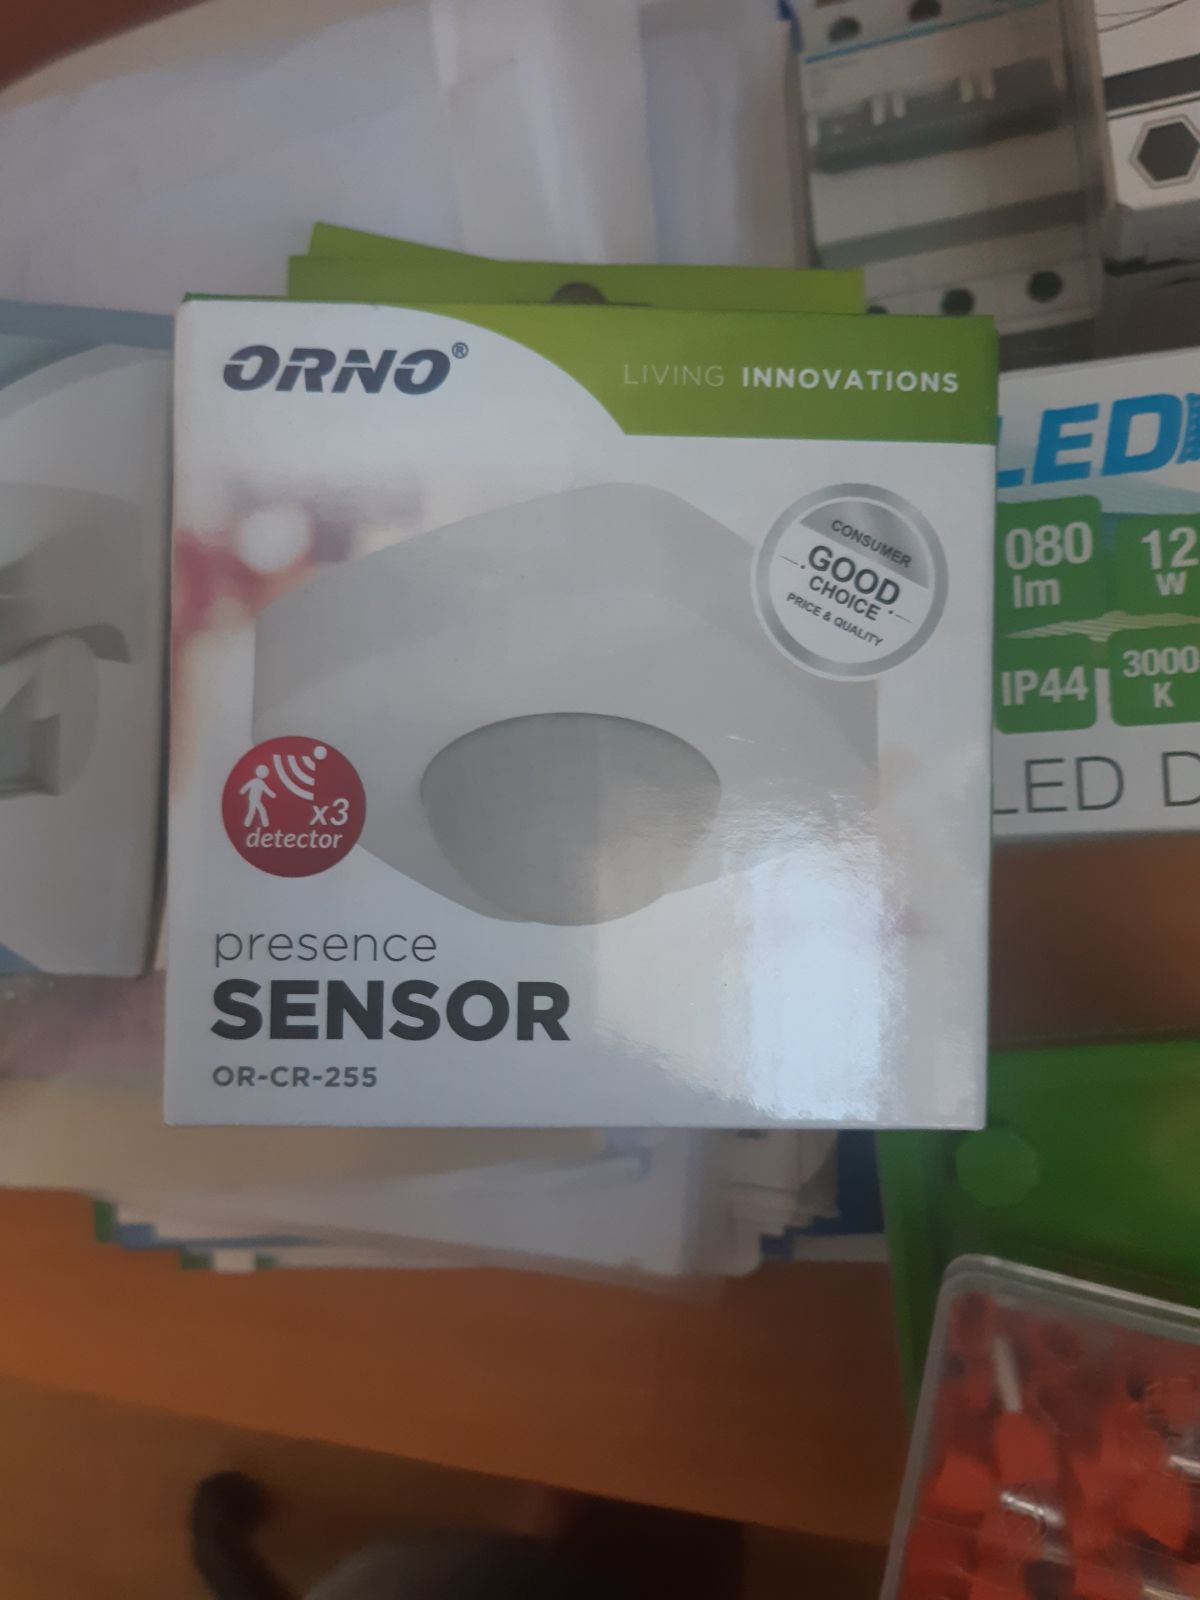 ORNO®
LIVING INNOVATIONS
CONSUMER
GOOD
CHOICE
PRICE & QUALITY
x3
detector
presence
SENSOR
OR-CR-255
LED
080
lm
12
W
IP44
3000
K
LED D